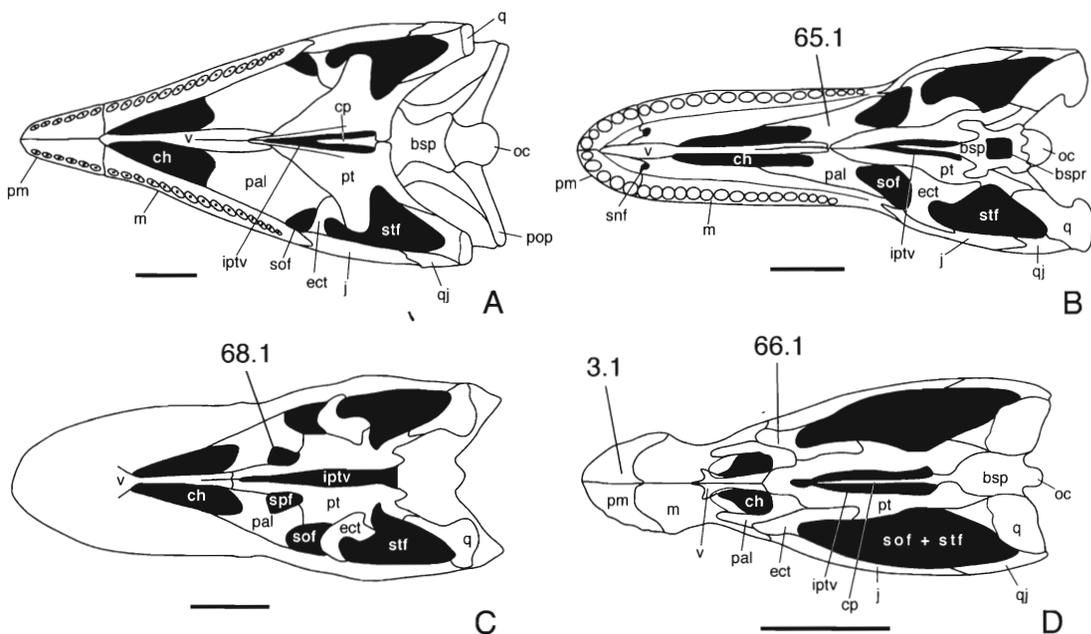 q
cp
v
bsp
oc
ch
pt
pal
pm
m
stf
pop
iptv
sof
ect
j
qj
A
65.1
v
bsp
oc
ch
bspr
pm
pal
pt
snf
sof
ect
stf
q
m
iptv
j
qj
B
68.1
v
iptv
ch
spf
pt
pal
ect
sof
stf
q
C
66.1
3.1
bsp
oc
pm
m
ch
pt
v
sof + stf
q
pal
ect
iptv
j
cp
qj
D